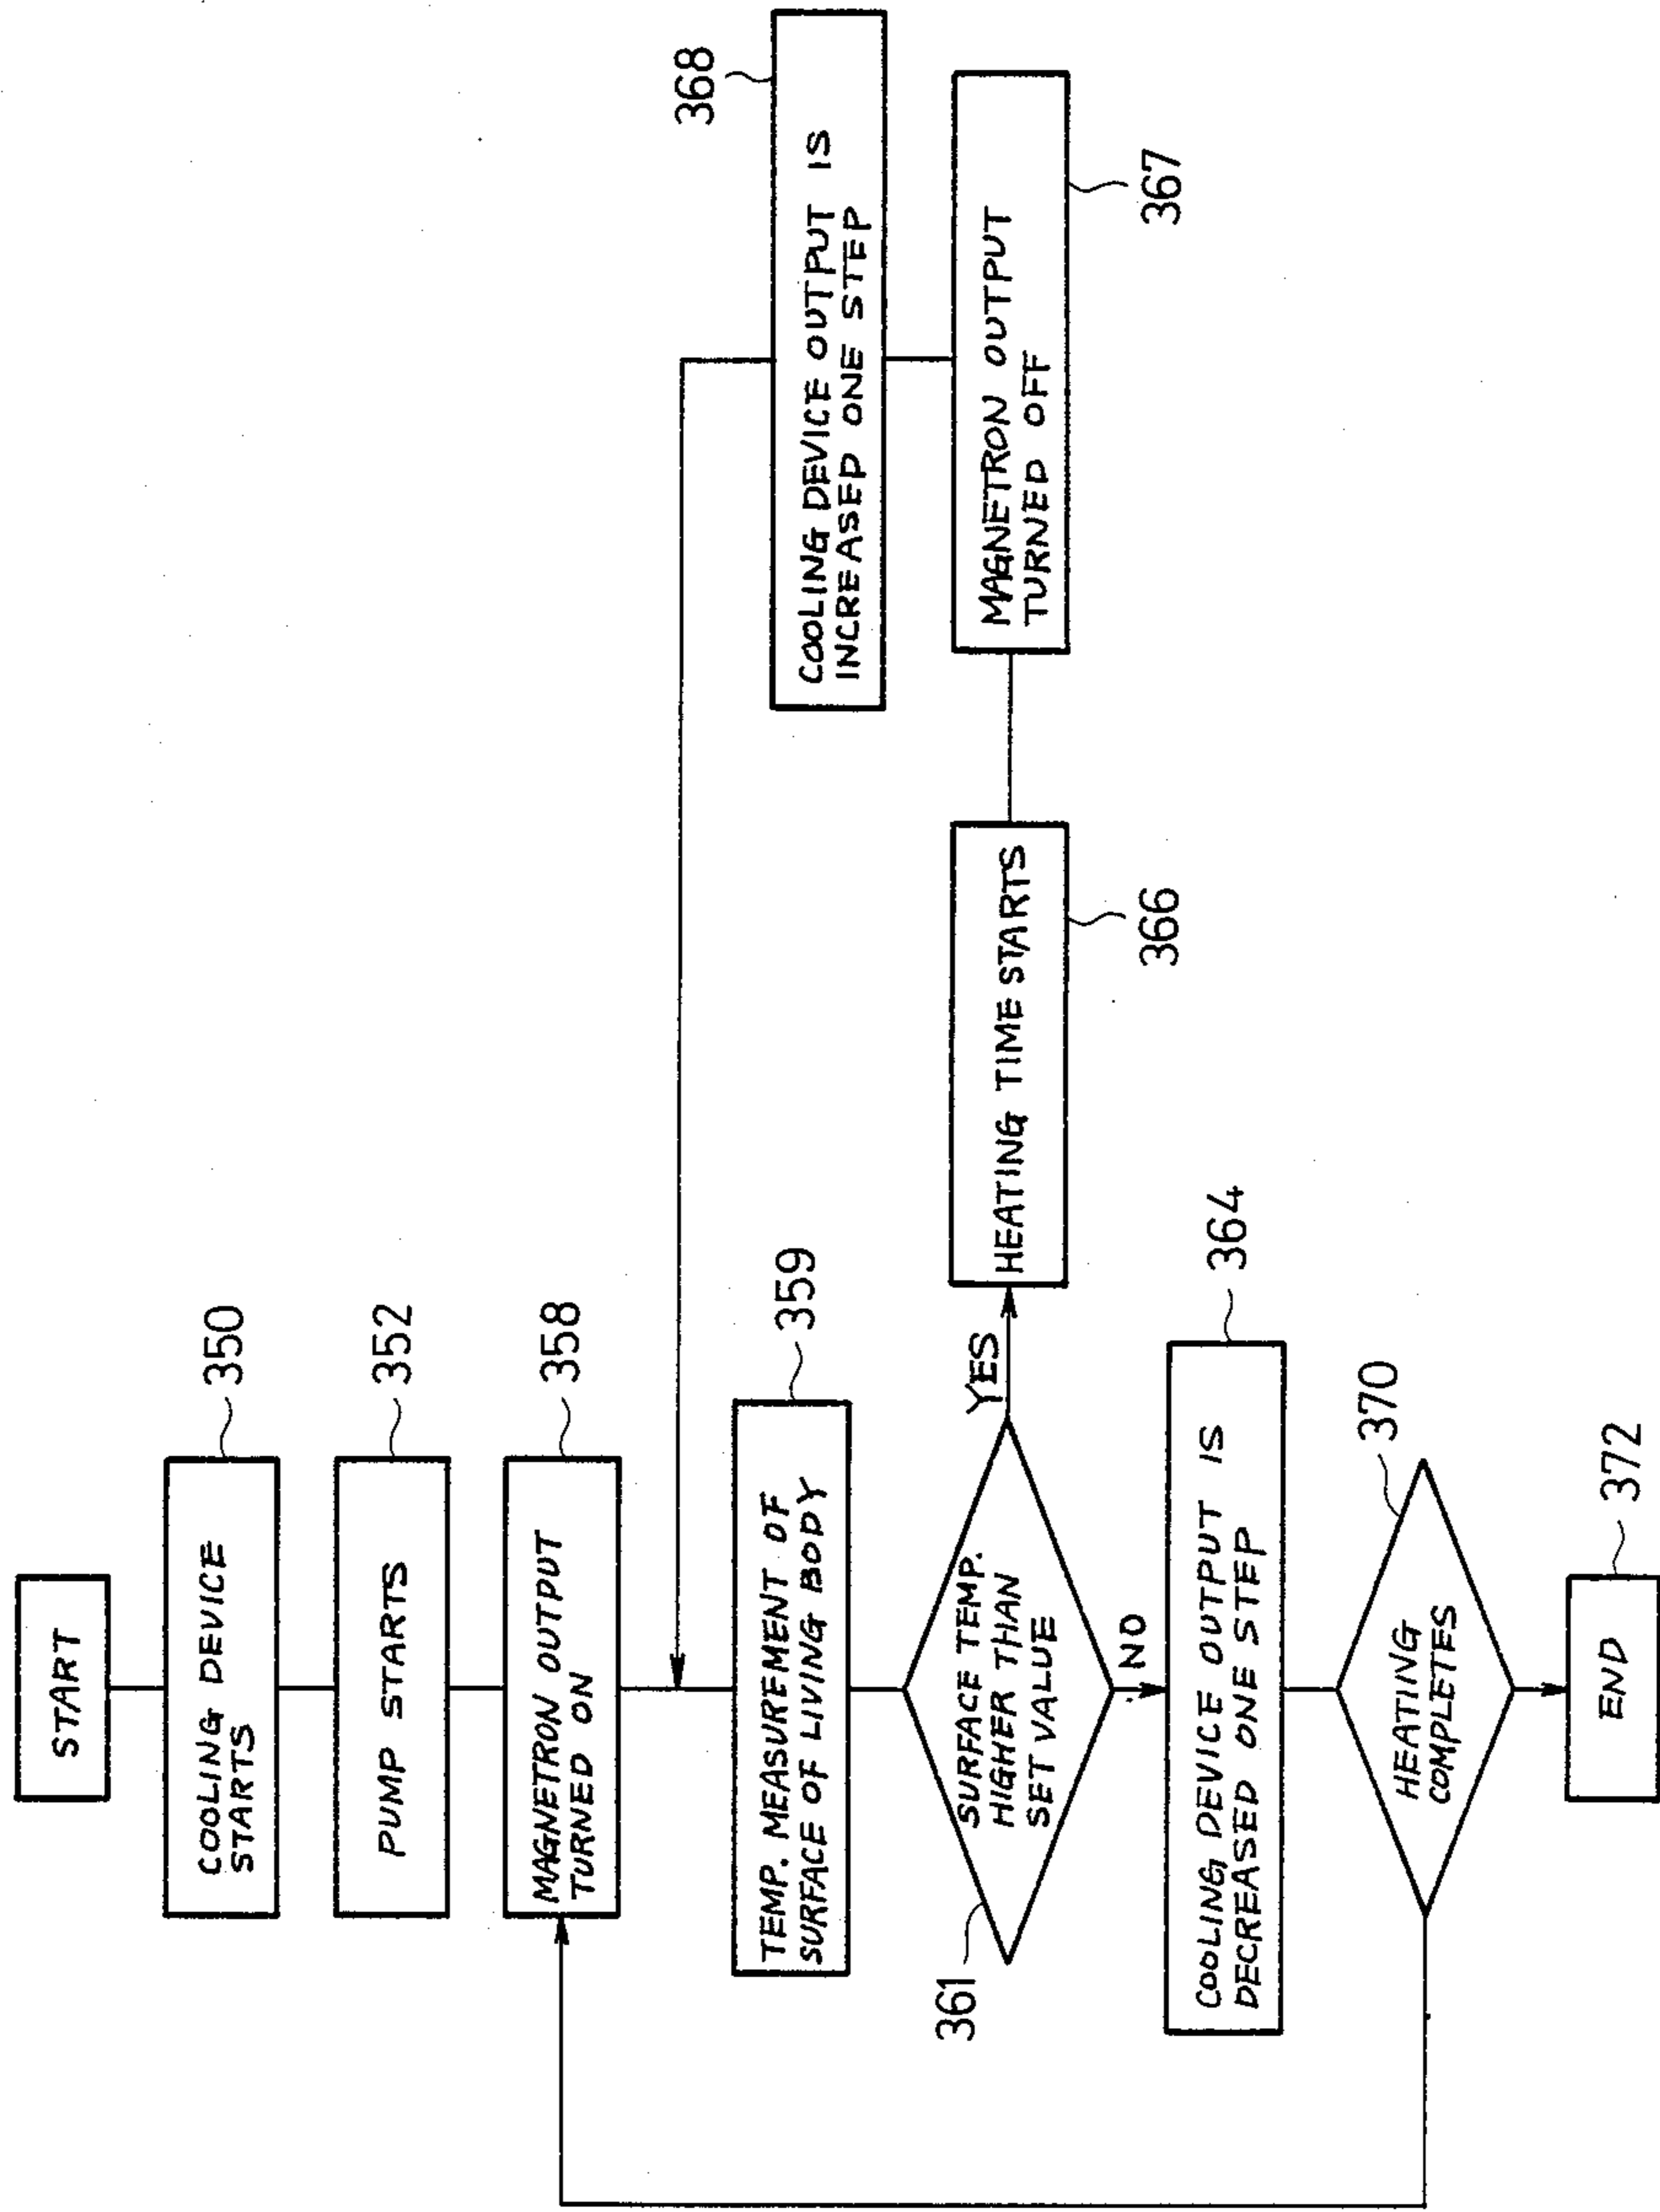 START
COOLING DEVICE
STARTS
350
PUMP STARTS
352
MAGNETRON OUTPUT
TURNED ON
358
TEMP. MEASUREMENT OF
SURFACE OF LIVING BODY
359
SURFACE TEMP.
HIGHER THAN
SET VALUE
361
YES
NO
HEATING TIME STARTS
366
MAGNETRON OUTPUT
TURNED OFF
367
COOLING DEVICE OUTPUT IS
INCREASED ONE STEP
368
COOLING DEVICE OUTPUT IS
DECREASED ONE STEP
364
HEATING
COMPLETES
370
END
372